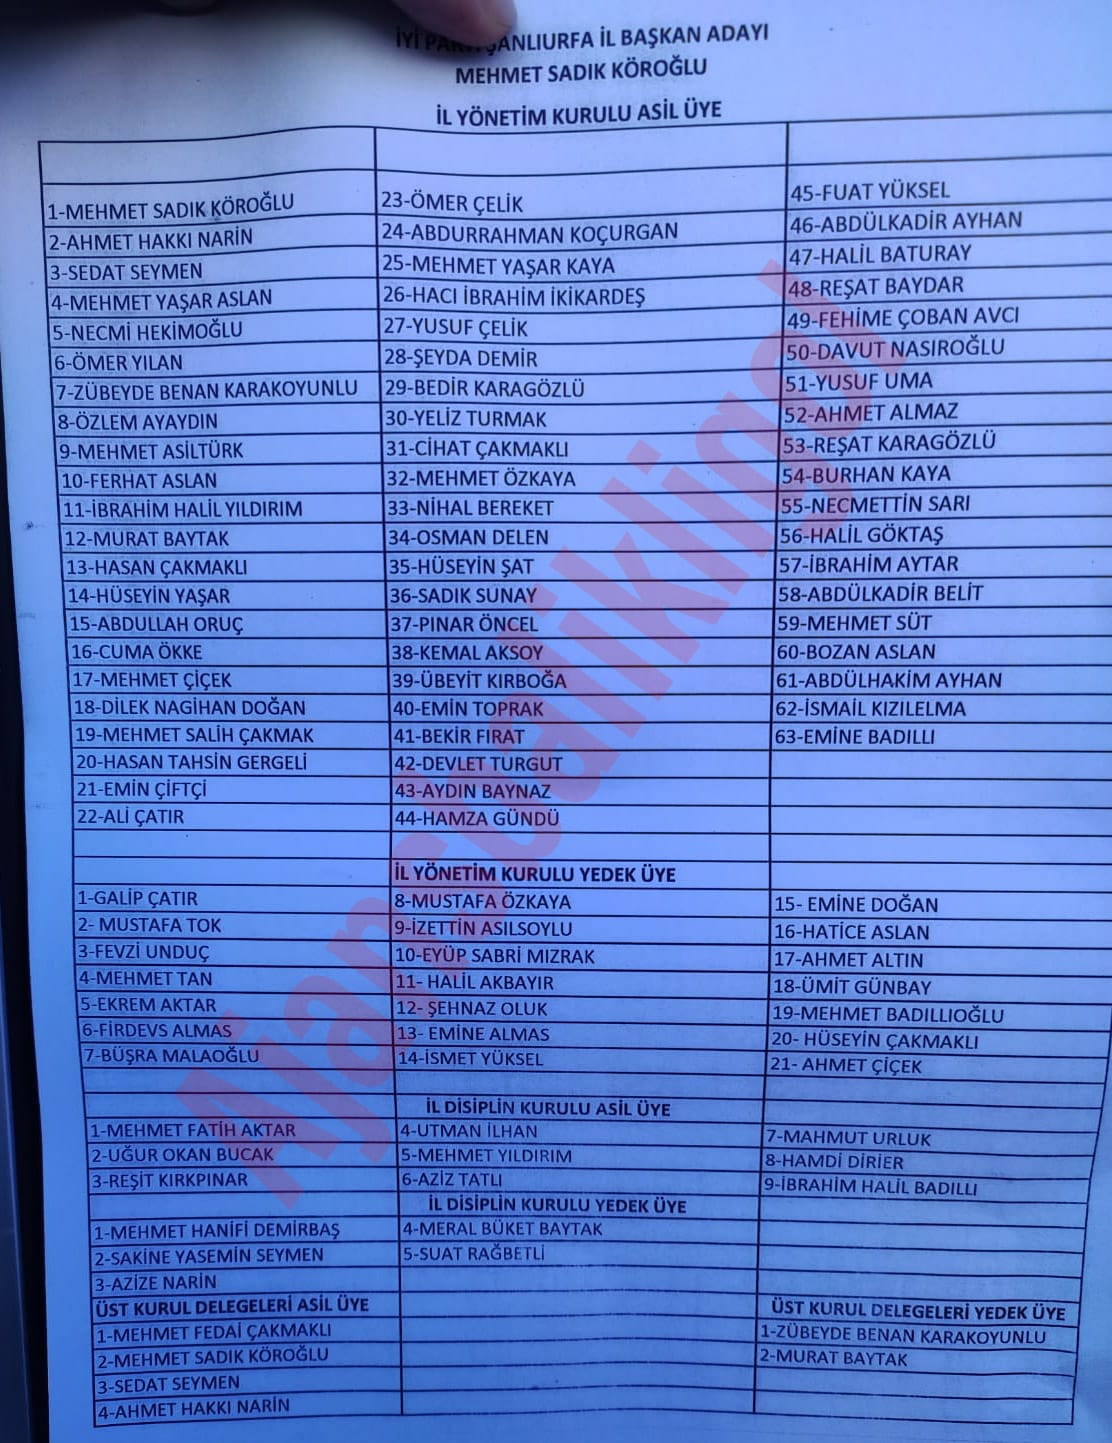 İYİ PARTİ ŞANLIURFA İL BAŞKAN ADAYI
MEHMET SADIK KÖROĞLU
İL YÖNETİM KURULU ASİL ÜYE
1-MEHMET SADIK KÖROĞLU
2-AHMET HAKKI NARİN
3-SEDAT SEYMEN
4-MEHMET YAŞAR ASLAN
5-NECMİ HEKİMOĞLU
6-ÖMER YILAN
7-ZÜBEYDE BENAN KARAKOYUNLU
8-ÖZLEM AYAYDIN
9-MEHMET ASİLTÜRK
10-FERHAT ASLAN
11-İBRAHİM HALİL YILDIRIM
12-MURAT BAYTAK
13-HASAN ÇAKMAKLI
14-HÜSEYİN YAŞAR
15-ABDULLAH ORUÇ
16-CUMA ÖKKE
17-MEHMET ÇİÇEK
18-DİLEK NAGİHAN DOĞAN
19-MEHMET SALİH ÇAKMAK
20-HASAN TAHSİN GERGELİ
21-EMİN ÇİFTÇİ
22-ALİ ÇATIR
23-ÖMER ÇELİK
24-ABDURRAHMAN KOÇURGAN
25-MEHMET YAŞAR KAYA
26-HACI İBRAHİM İKİKARDEŞ
27-YUSUF ÇELİK
28-ŞEYDA DEMİR
29-BEDİR KARAGÖZLÜ
30-YELİZ TURMAK
31-CİHAT ÇAKMAKLI
32-MEHMET ÖZKAYA
33-NİHAL BEREKET
34-OSMAN DELEN
35-HÜSEYİN ŞAT
36-SADIK SUNAY
37-PINAR ÖNCEL
38-KEMAL AKSOY
39-ÜBEYİT KIRBOĞA
40-EMİN TOPRAK
41-BEKİR FIRAT
42-DEVLET TURGUT
43-AYDIN BAYNAZ
44-HAMZA GÜNDÜ
45-FUAT YÜKSEL
46-ABDÜLKADİR AYHAN
47-HALİL BATURAY
48-REŞAT BAYDAR
49-FEHİME ÇOBAN AVCI
50-DAVUT NASIROĞLU
51-YUSUF UMA
52-AHMET ALMAZ
53-REŞAT KARAGÖZLÜ
54-BURHAN KAYA
55-NECMETTİN SARI
56-HALİL GÖKTAŞ
57-İBRAHİM AYTAR
58-ABDÜLKADİR BELİT
59-MEHMET SÜT
60-BOZAN ASLAN
61-ABDÜLHAKİM AYHAN
62-İSMAİL KIZILELMA
63-EMİNE BADILLI
İL YÖNETİM KURULU YEDEK ÜYE
1-GALİP ÇATIR
2- MUSTAFA TOK
3-FEVZİ UNDUÇ
4-MEHMET TAN
5-EKREM AKTAR
6-FİRDEVS ALMAS
7-BÜŞRA MALAOĞLU
8-MUSTAFA ÖZKAYA
9-İZETTİN ASILSOYLU
10-EYÜP SABRİ MIZRAK
11- HALİL AKBAYIR
12- ŞEHNAZ OLUK
13- EMİNE ALMAS
14-İSMET YÜKSEL
15- EMİNE DOĞAN
16-HATİCE ASLAN
17-AHMET ALTIN
18-ÜMİT GÜNBAY
19-MEHMET BADILLIOĞLU
20- HÜSEYİN ÇAKMAKLI
21- AHMET ÇİÇEK
İL DİSİPLİN KURULU ASİL ÜYE
1-MEHMET FATİH AKTAR
2-UĞUR OKAN BUCAK
3-REŞİT KIRKPINAR
4-UTMAN İLHAN
5-MEHMET YILDIRIM
6-AZİZ TATLI
7-MAHMUT URLUK
8-HAMDİ DİRİER
9-İBRAHİM HALİL BADILLI
İL DİSİPLİN KURULU YEDEK ÜYE
1-MEHMET HANİFİ DEMİRBAŞ
2-SAKİNE YASEMİN SEYMEN
3-AZİZE NARİN
4-MERAL BÜKET BAYTAK
5-SUAT RAĞBETLİ
ÜST KURUL DELEGELERİ ASİL ÜYE
1-MEHMET FEDAİ ÇAKMAKLI
2-MEHMET SADIK KÖROĞLU
3-SEDAT SEYMEN
4-AHMET HAKKI NARİN
ÜST KURUL DELEGELERİ YEDEK ÜYE
1-ZÜBEYDE BENAN KARAKOYUNLU
2-MURAT BAYTAK
Ajansbalikligol